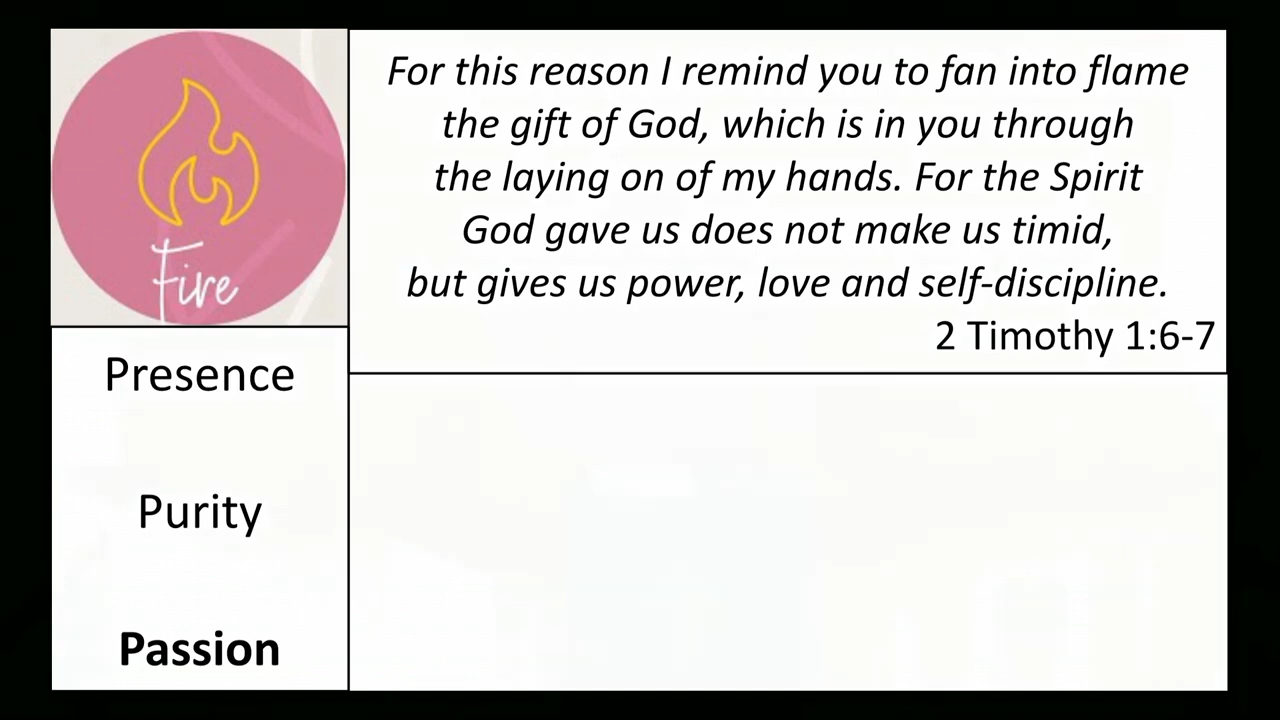 Fire
For this reason I remind you to fan into flame
the gift of God, which is in you through
the laying on of my hands. For the Spirit
God gave us does not make us timid,
but gives us power, love and self-discipline.
2 Timothy 1:6-7
Presence
Purity
Passion